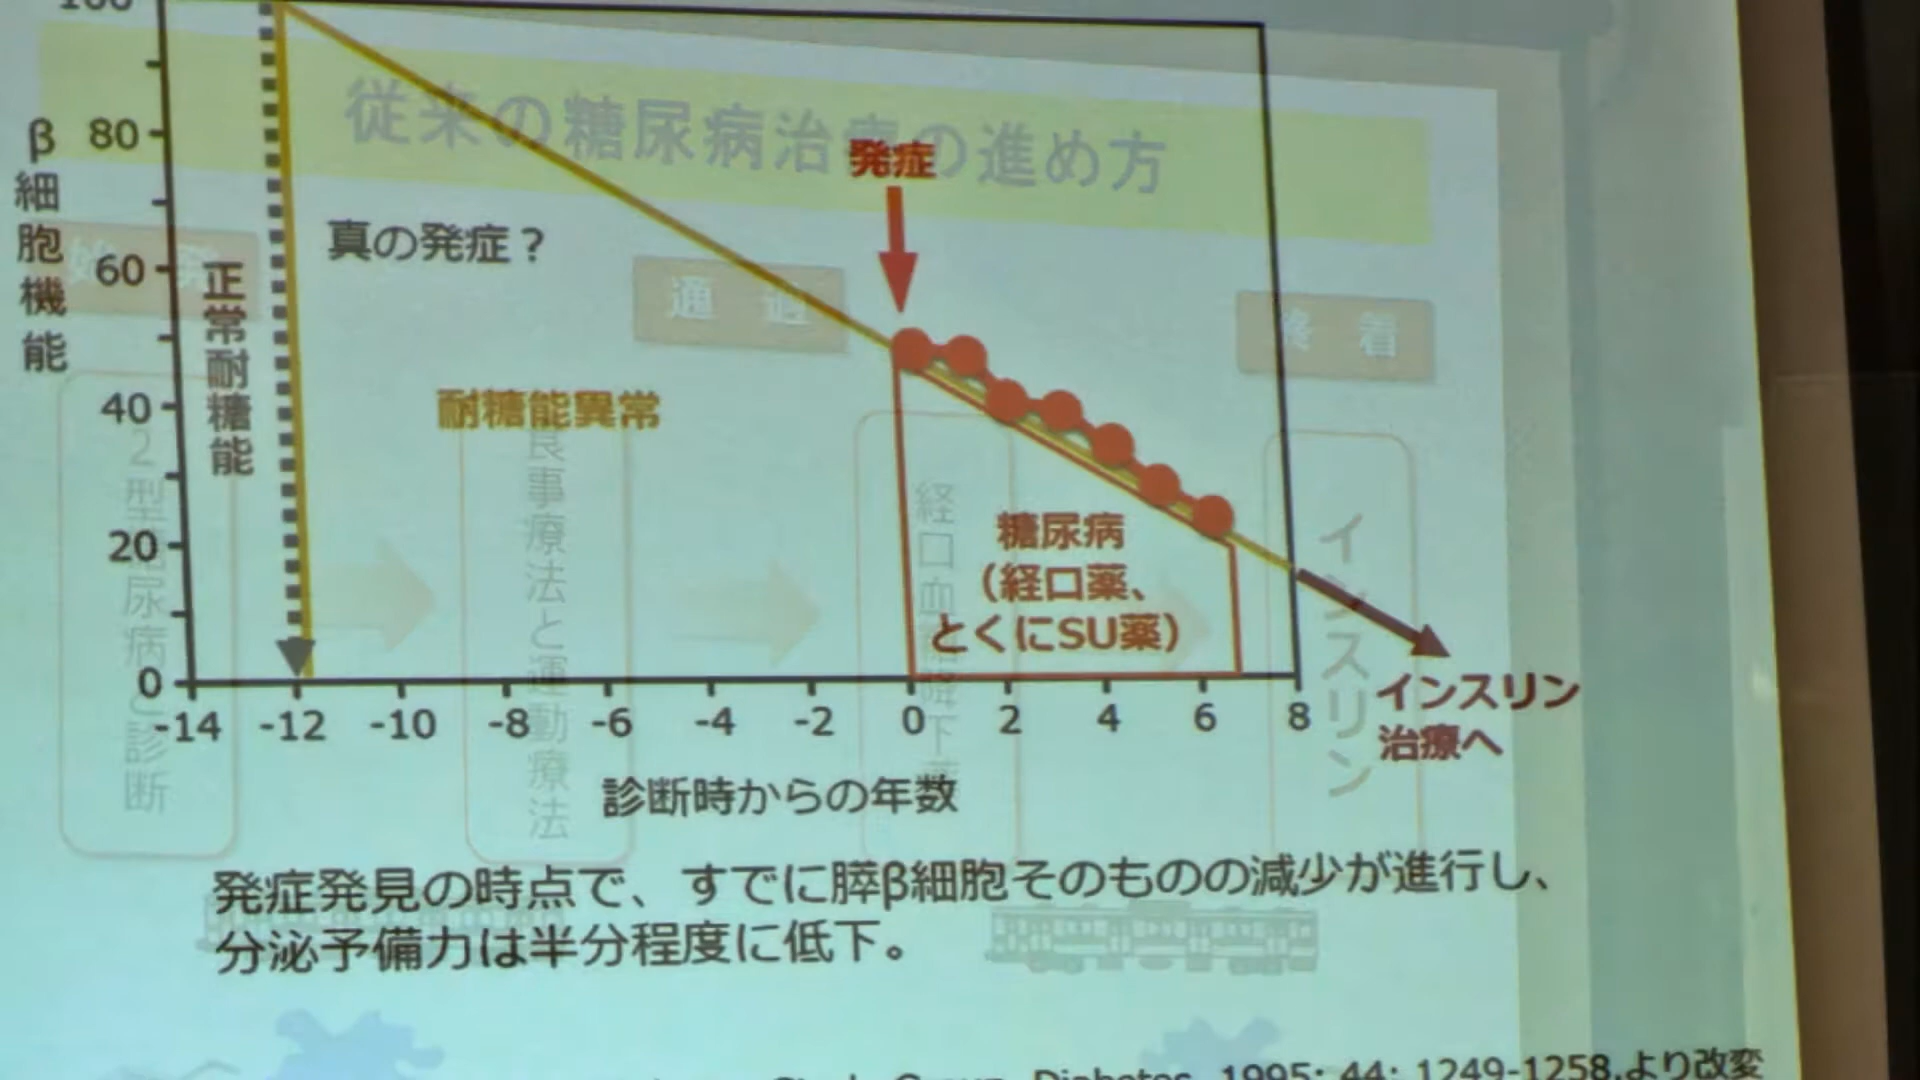 100
従来の糖尿病治療の進め方
β細胞機能
80
発症
真の発症？
60
通 過
終 着
正常耐糖能
40
耐糖能異常
2型糖尿病と診断
食事療法と運動療法
経口血糖降下薬
インスリン
20
糖尿病
（経口薬、
とくにSU薬）
0
-14 -12 -10 -8 -6 -4 -2 0 2 4 6 8
インスリン
治療へ
診断時からの年数
発症発見の時点で、すでに膵β細胞そのものの減少が進行し、
分泌予備力は半分程度に低下。
Study Group. Diabetes 1995; 44: 1249-1258.より改変